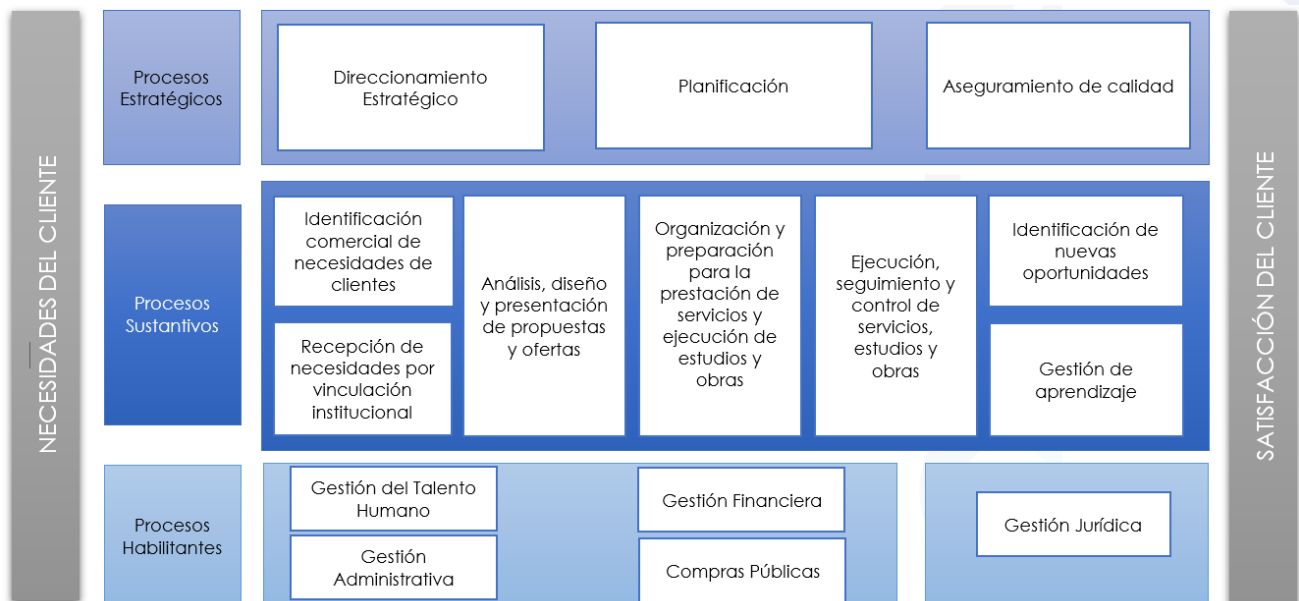 NECESIDADES DEL CLIENTE
Procesos
Estratégicos
Direccionamiento
Estratégico
Planificación
Aseguramiento de calidad
Procesos
Sustantivos
Identificación
comercial de
necesidades de
clientes
Recepción de
necesidades por
vinculación
institucional
Análisis, diseño
y presentación
de propuestas
y ofertas
Organización y
preparación
para la
prestación de
servicios y
ejecución de
estudios y
obras
Ejecución,
seguimiento y
control de
servicios,
estudios y
obras
Identificación de
nuevas
oportunidades
Gestión de
aprendizaje
Procesos
Habilitantes
Gestión del Talento
Humano
Gestión
Administrativa
Gestión Financiera
Compras Públicas
Gestión Jurídica
SATISFACCIÓN DEL CLIENTE